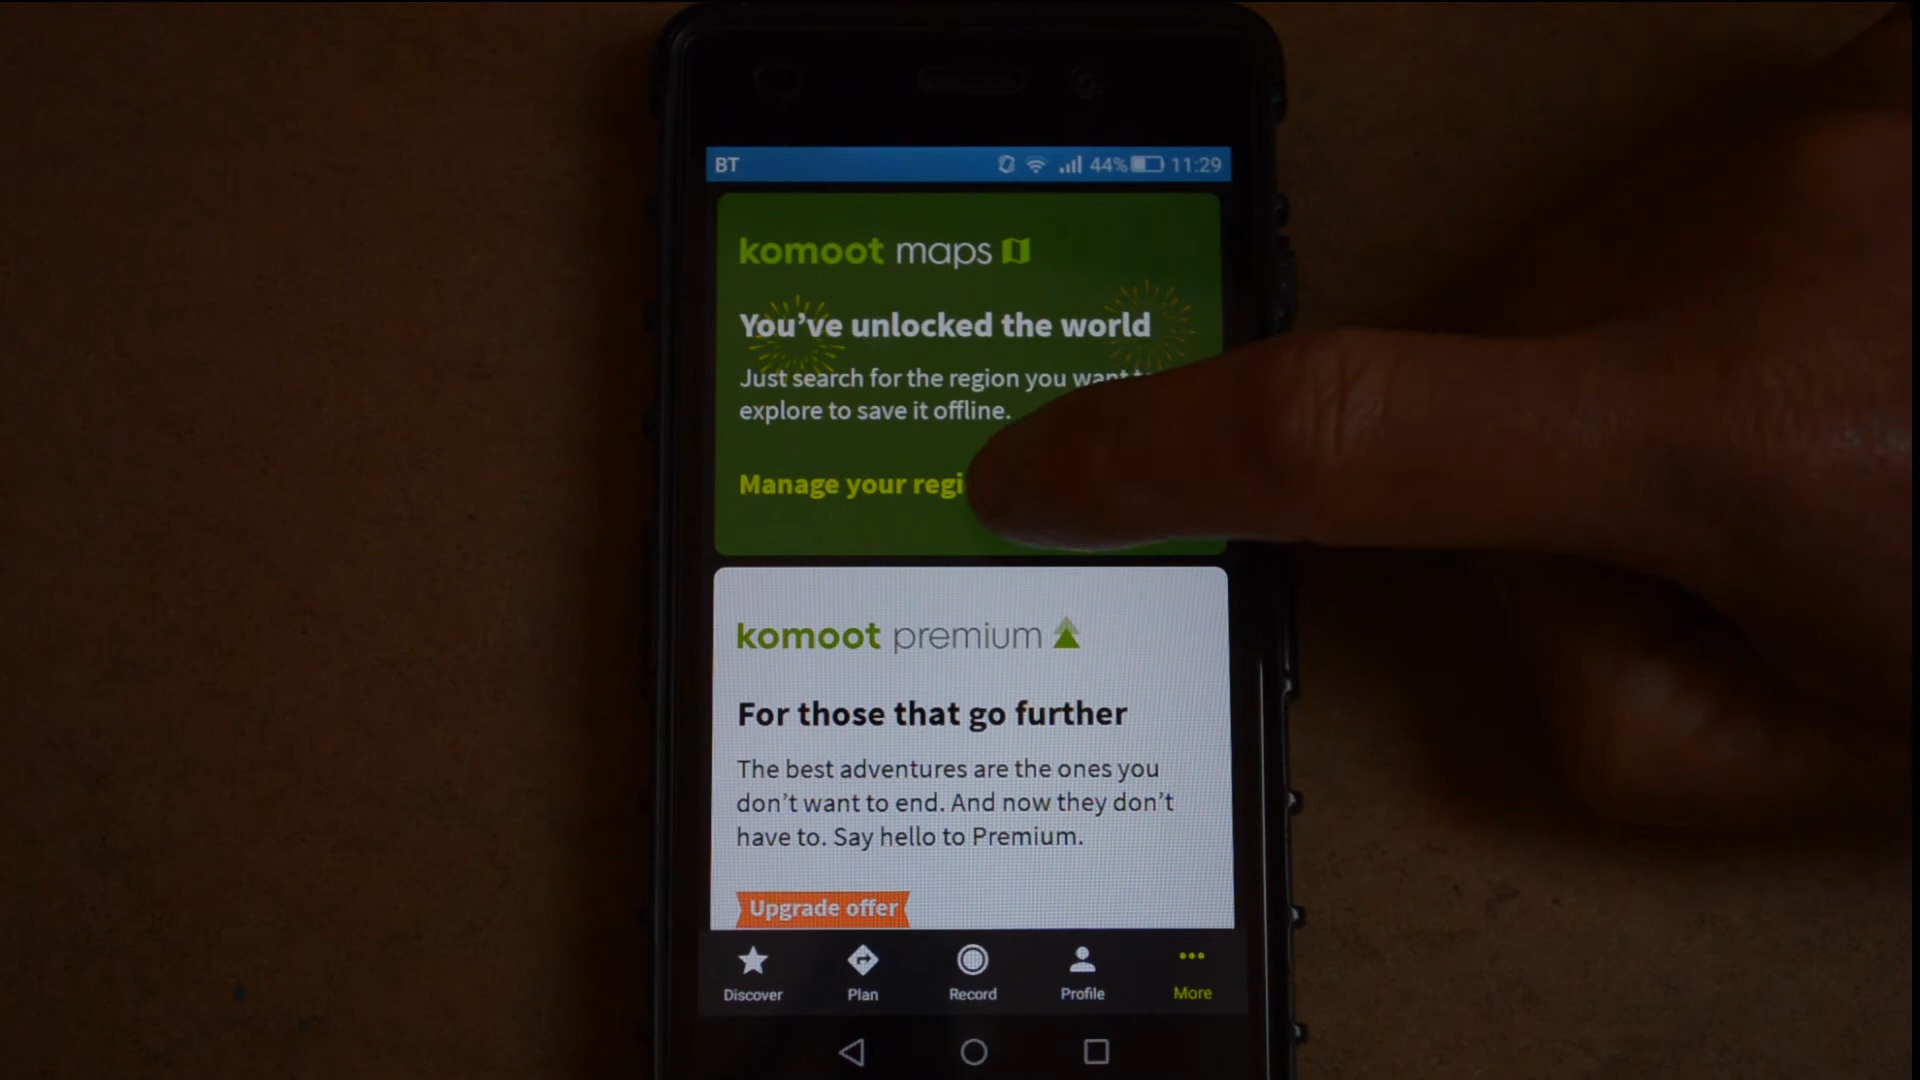 BT 44% 11:29
komoot maps
You've unlocked the world
Just search for the region you want
explore to save it offline.
Manage your regi
komoot premium
For those that go further
The best adventures are the ones you
don't want to end. And now they don't
have to. Say hello to Premium.
Upgrade offer
Discover Plan Record Profile More